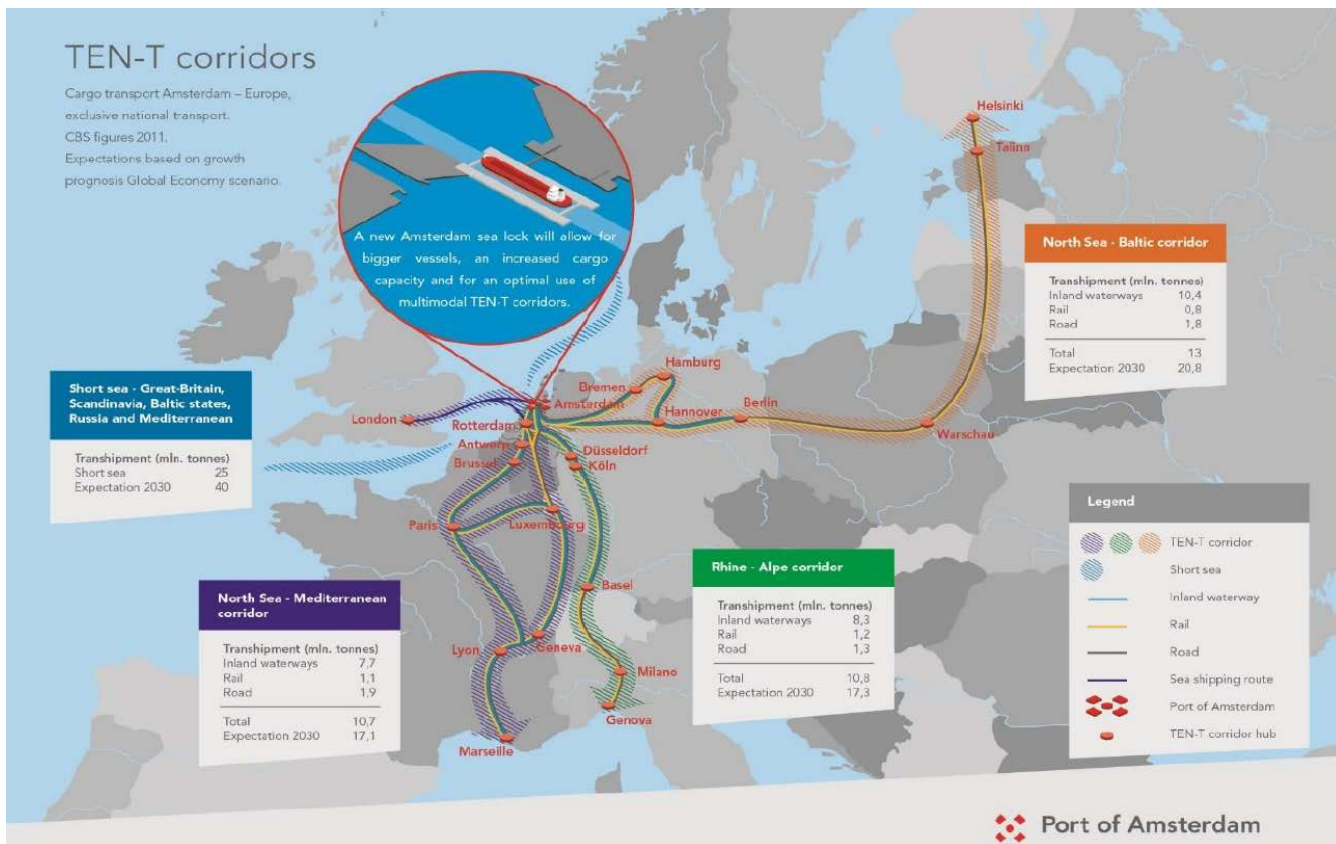 TEN-T corridors
Cargo transport Amsterdam – Europe,
exclusive national transport.
CBS figures 2011.
Expectations based on growth
prognosis Global Economy scenario.
A new Amsterdam sea lock will allow for
bigger vessels, an increased cargo
capacity and for an optimal use of
multimodal TEN-T corridors.
Helsinki
Talinn
North Sea - Baltic corridor
Transhipment (mln. tonnes)
Inland waterways 10,4
Rail 0,8
Road 1,8
Total 13
Expectation 2030 20,8
Short sea - Great-Britain,
Scandinavia, Baltic states,
Russia and Mediterranean
Transhipment (mln. tonnes)
Short sea 25
Expectation 2030 40
Hamburg
Bremen
Amsterdam
Hannover
Berlin
Warschau
London
Rotterdam
Antwerp
Brussel
Düsseldorf
Köln
Paris
Luxembourg
Basel
Lyon
Geneva
Milano
Genova
Marseille
North Sea - Mediterranean
corridor
Transhipment (mln. tonnes)
Inland waterways 7,7
Rail 1,1
Road 1,9
Total 10,7
Expectation 2030 17,1
Rhine - Alpe corridor
Transhipment (mln. tonnes)
Inland waterways 8,3
Rail 1,2
Road 1,3
Total 10,8
Expectation 2030 17,3
Legend
TEN-T corridor
Short sea
Inland waterway
Rail
Road
Sea shipping route
Port of Amsterdam
TEN-T corridor hub
Port of Amsterdam